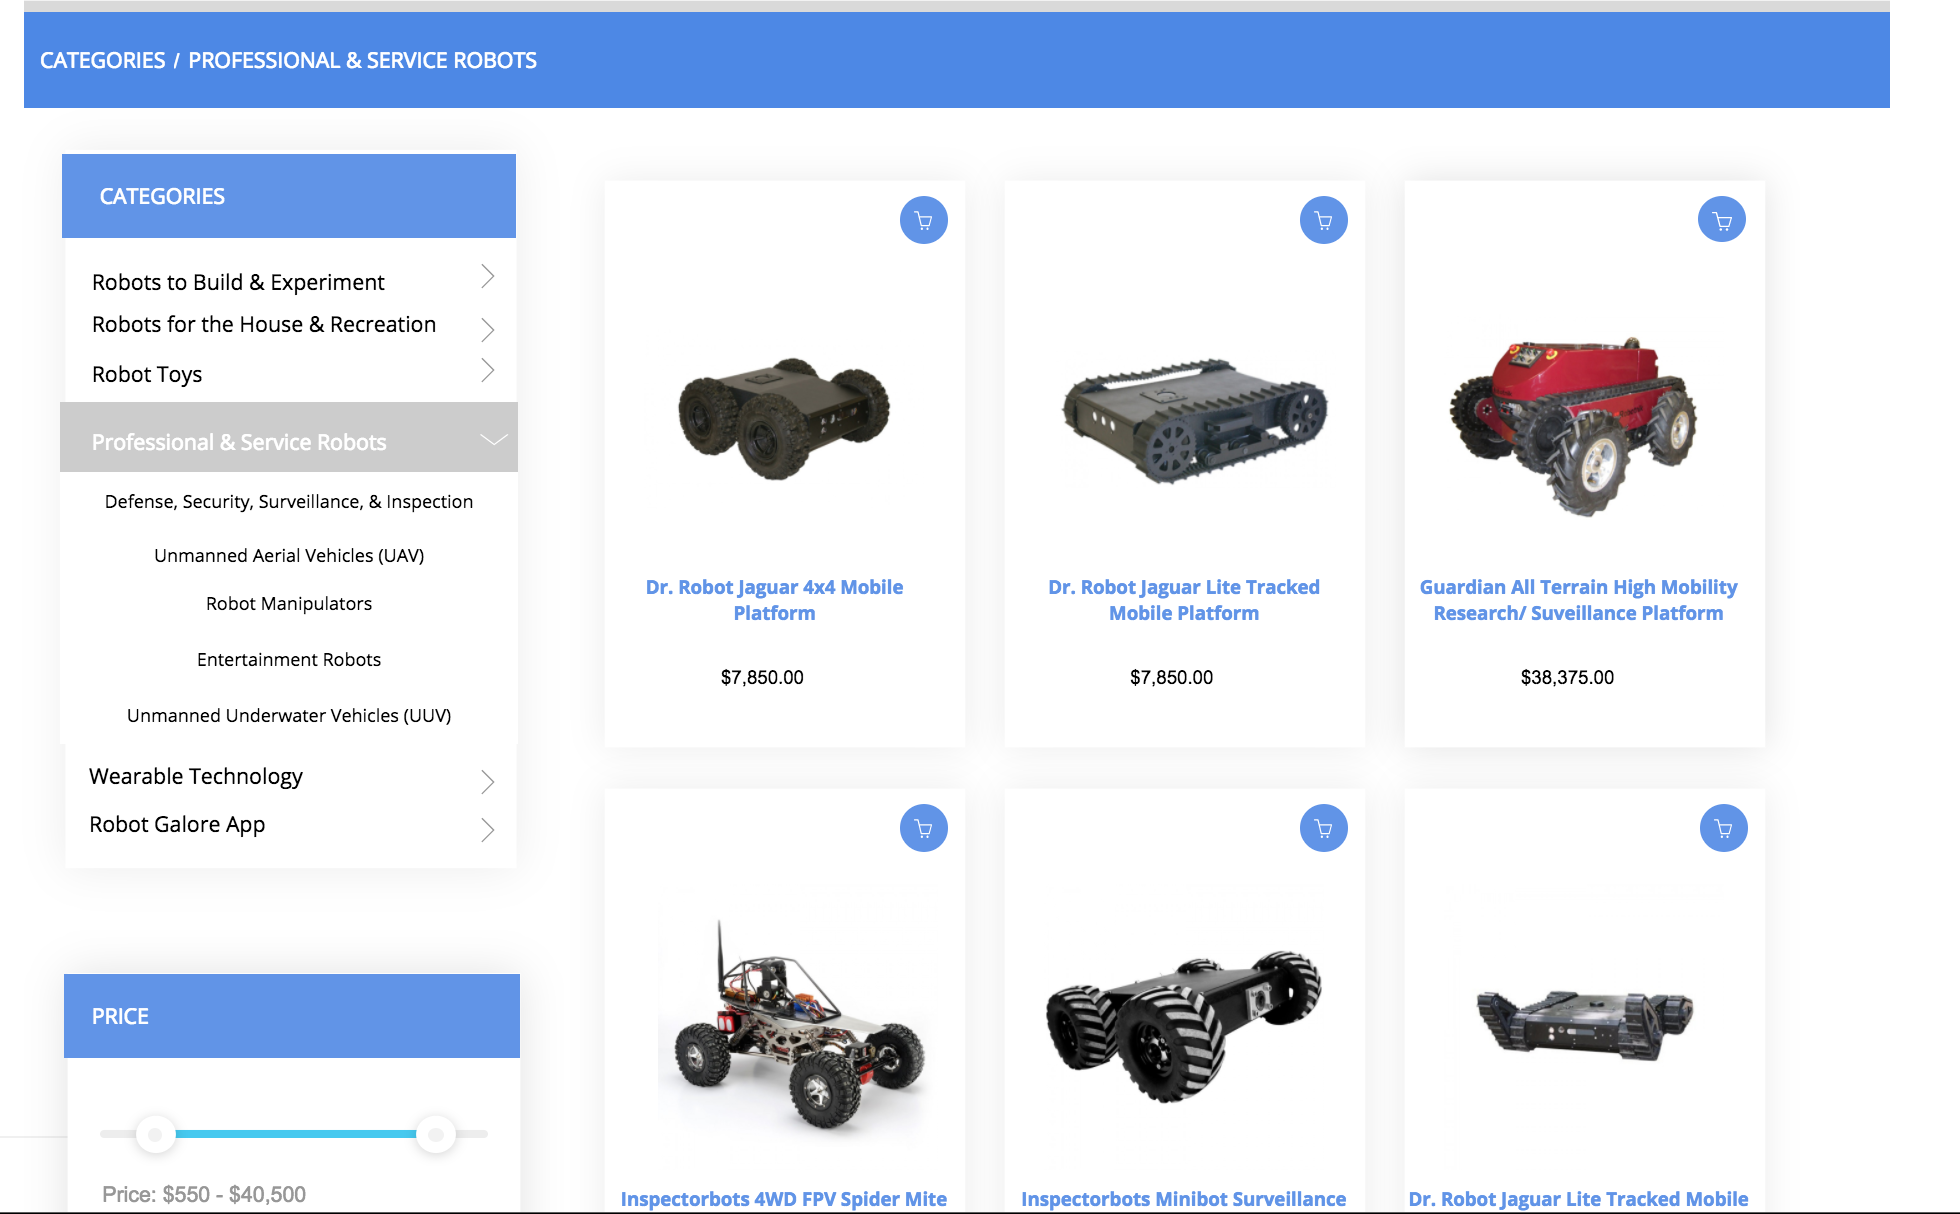 CATEGORIES / PROFESSIONAL & SERVICE ROBOTS
CATEGORIES
Robots to Build & Experiment
Robots for the House & Recreation
Robot Toys
Professional & Service Robots
Defense, Security, Surveillance, & Inspection
Unmanned Aerial Vehicles (UAV)
Robot Manipulators
Entertainment Robots
Unmanned Underwater Vehicles (UUV)
Wearable Technology
Robot Galore App
PRICE
Price: $550 - $40,500
Dr. Robot Jaguar 4x4 Mobile
Platform
$7,850.00
Dr. Robot Jaguar Lite Tracked
Mobile Platform
$7,850.00
Guardian All Terrain High Mobility
Research/ Suveillance Platform
$38,375.00
Inspectorbots 4WD FPV Spider Mite
Inspectorbots Minibot Surveillance
Dr. Robot Jaguar Lite Tracked Mobile